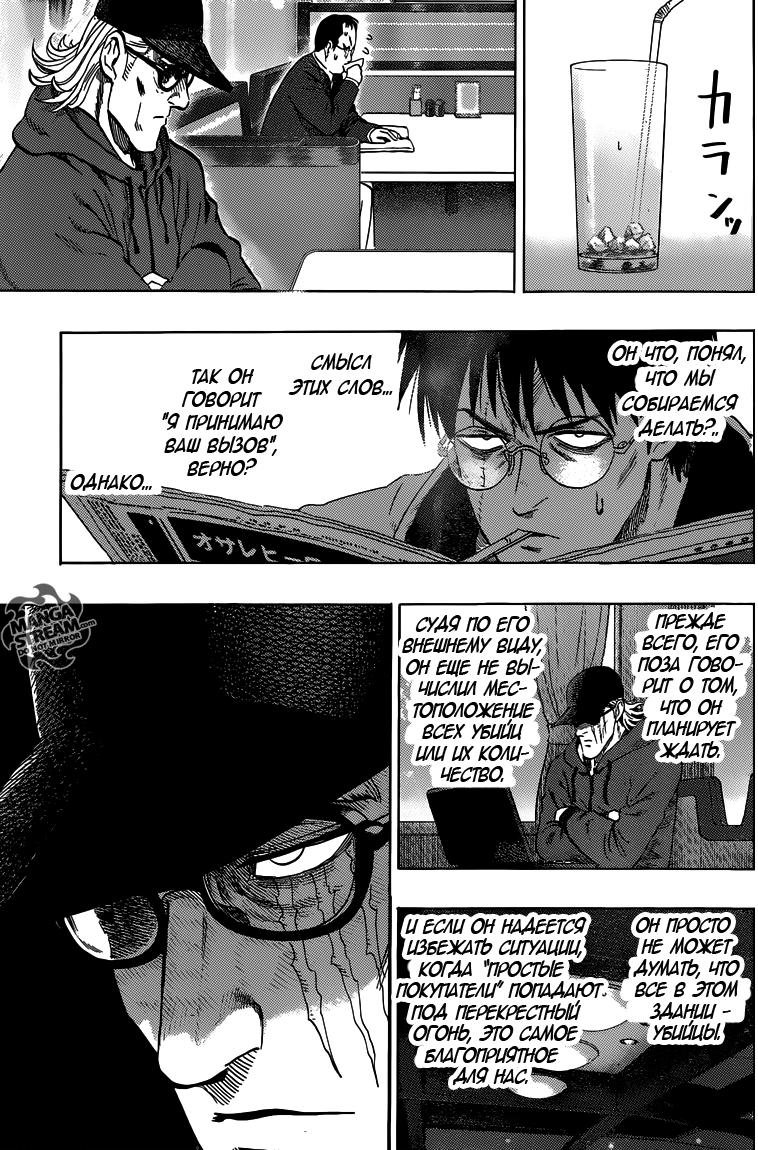 カランッ
ОН ЧТО, ПОНЯЛ,
ЧТО МЫ
СОБИРАЕМСЯ
ДЕЛАТЬ?..
СМЫСЛ
ЭТИХ СЛОВ...
ТАК ОН
ГОВОРИТ
"Я ПРИНИМАЮ
ВАШ ВЫЗОВ",
ВЕРНО?
ОДНАКО...
オサレヒー
ПРЕЖДЕ
ВСЕГО, ЕГО
ПОЗА ГОВО-
РИТ О ТОМ,
ЧТО ОН
ПЛАНИРУЕТ
ЖДАТЬ.
СУДЯ ПО ЕГО
ВНЕШНЕМУ ВИДУ,
ОН ЕЩЕ НЕ ВЫ-
ЧИСЛИЛ МЕС-
ТОПОЛОЖЕНИЕ
ВСЕХ УБИЙЦ
ИЛИ ИХ КОЛИ-
ЧЕСТВО.
MANGA
STREAM.com
DO NOT MIRROR
ОН ПРОСТО
НЕ МОЖЕТ
ДУМАТЬ, ЧТО
ВСЕ В ЭТОМ
ЗДАНИИ -
УБИЙЦЫ.
И ЕСЛИ ОН НАДЕЕТСЯ
ИЗБЕЖАТЬ СИТУАЦИИ,
КОГДА "ПРОСТЫЕ
ПОКУПАТЕЛИ" ПОПАДАЮТ
ПОД ПЕРЕКРЕСТНЫЙ
ОГОНЬ, ЭТО САМОЕ
БЛАГОПРИЯТНОЕ
ДЛЯ НАС.